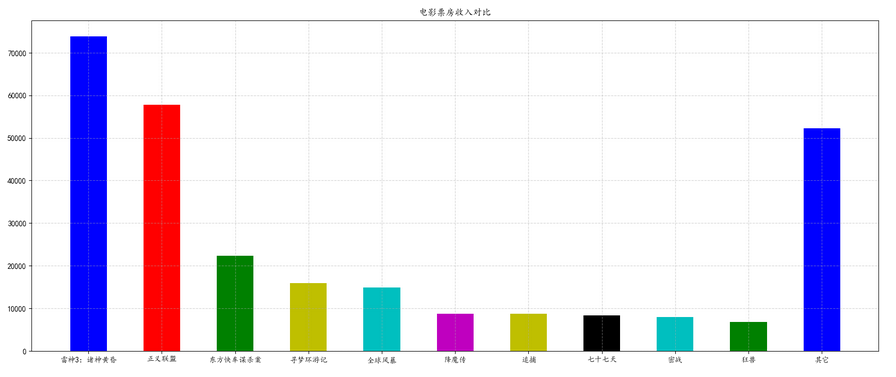 电影票房收入对比
70000
60000
50000
40000
30000
20000
10000
0
雷神3：诸神黄昏
正义联盟
东方快车谋杀案
寻梦环游记
全球风暴
降魔传
追捕
七十七天
密战
狂兽
其它